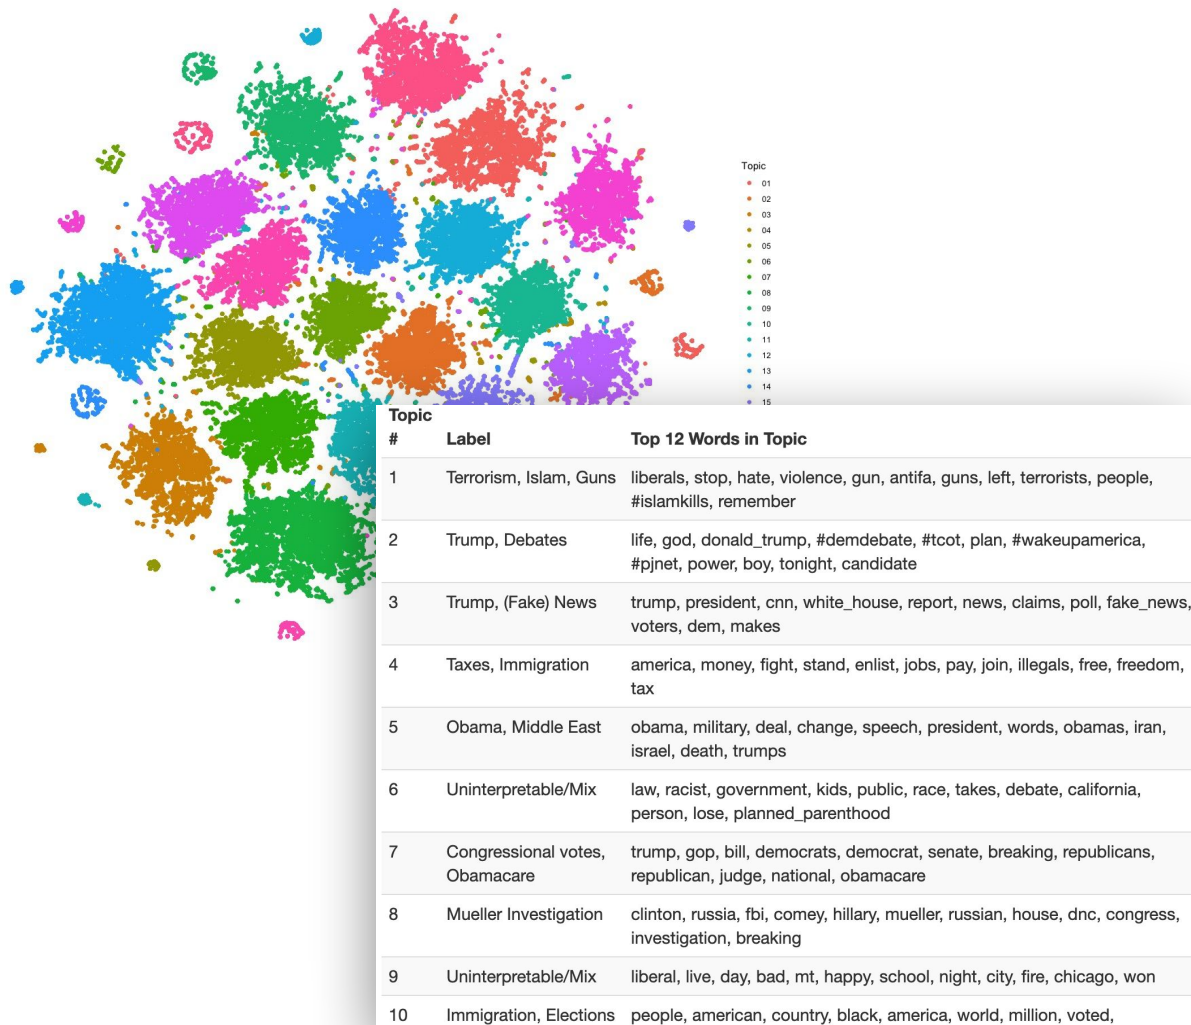 Topic
01
02
03
04
05
06
07
08
09
10
11
12
13
14
15
Topic
# Label Top 12 Words in Topic
1 Terrorism, Islam, Guns liberals, stop, hate, violence, gun, antifa, guns, left, terrorists, people,
#islamkills, remember
2 Trump, Debates life, god, donald_trump, #demdebate, #tcot, plan, #wakeupamerica,
#pjnet, power, boy, tonight, candidate
3 Trump, (Fake) News trump, president, cnn, white_house, report, news, claims, poll, fake_news,
voters, dem, makes
4 Taxes, Immigration america, money, fight, stand, enlist, jobs, pay, join, illegals, free, freedom,
tax
5 Obama, Middle East obama, military, deal, change, speech, president, words, obamas, iran,
israel, death, trumps
6 Uninterpretable/Mix law, racist, government, kids, public, race, takes, debate, california,
person, lose, planned_parenthood
7 Congressional votes, trump, gop, bill, democrats, democrat, senate, breaking, republicans,
Obamacare republican, judge, national, obamacare
8 Mueller Investigation clinton, russia, fbi, comey, hillary, mueller, russian, house, dnc, congress,
investigation, breaking
9 Uninterpretable/Mix liberal, live, day, bad, mt, happy, school, night, city, fire, chicago, won
10 Immigration, Elections people, american, country, black, america, world, million, voted,